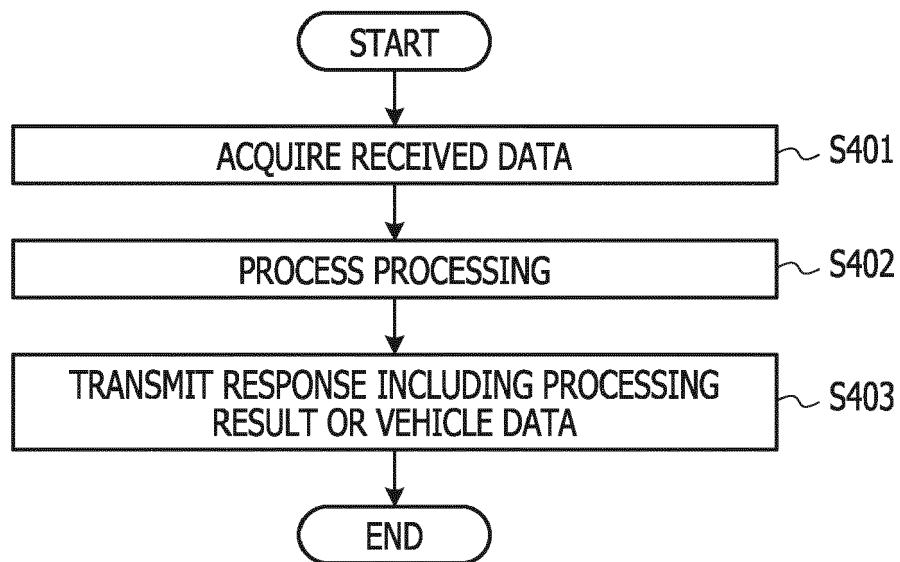 START
ACQUIRE RECEIVED DATA
S401
PROCESS PROCESSING
S402
TRANSMIT RESPONSE INCLUDING PROCESSING
RESULT OR VEHICLE DATA
S403
END